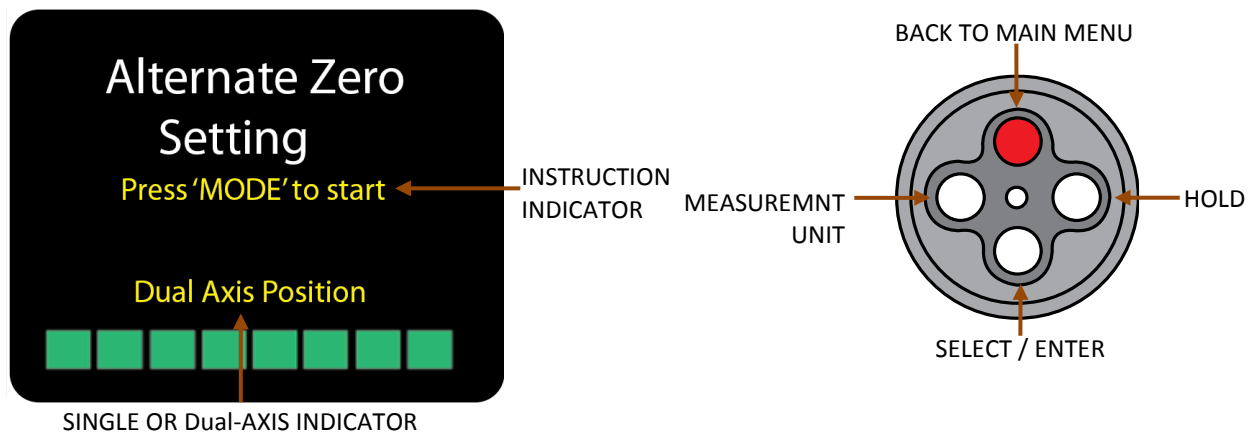 Alternate Zero
Setting
Press 'MODE' to start
INSTRUCTION
INDICATOR
Dual Axis Position
SINGLE OR Dual-AXIS INDICATOR
BACK TO MAIN MENU
MEASUREMNT
UNIT
HOLD
SELECT / ENTER